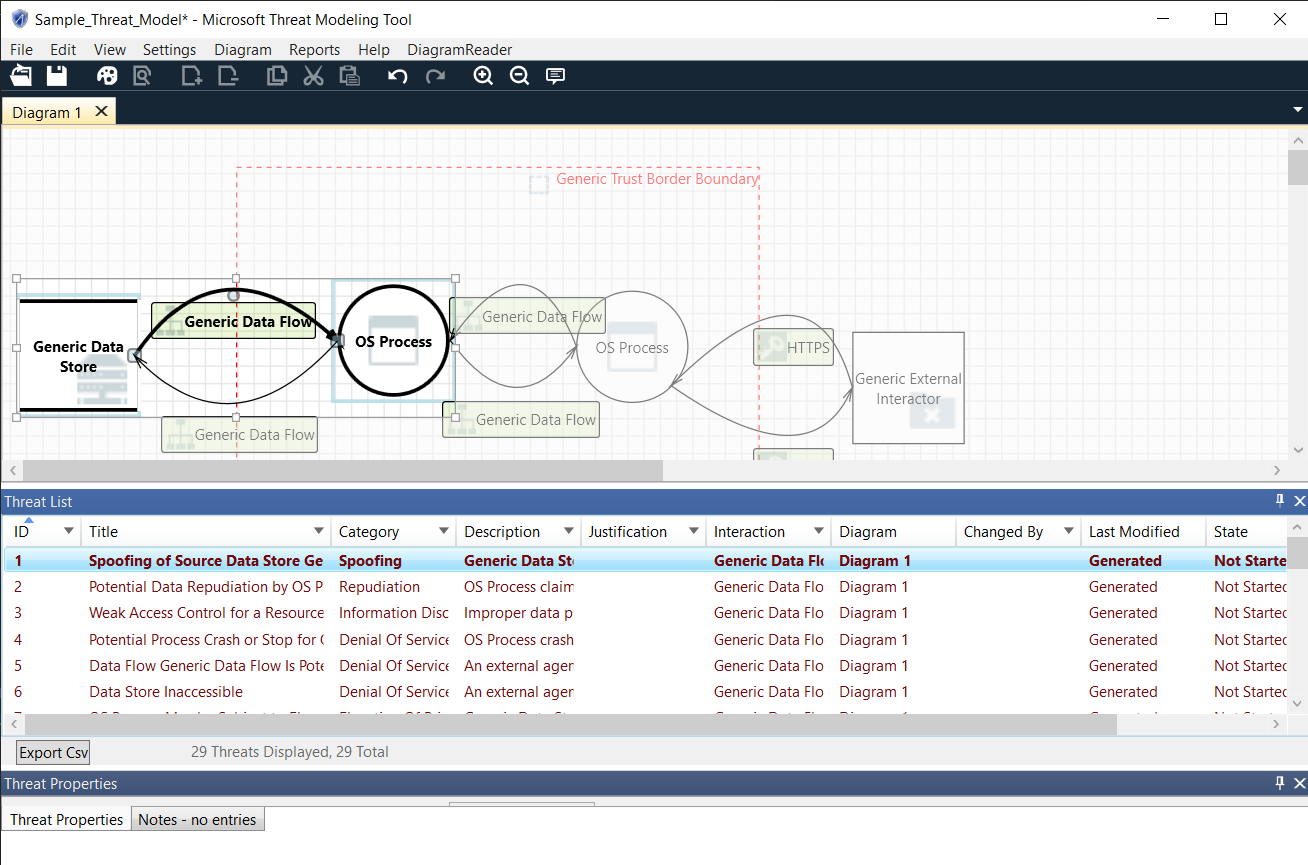 Sample_Threat_Model* - Microsoft Threat Modeling Tool
File Edit View Settings Diagram Reports Help DiagramReader
Diagram 1
Generic Trust Border Boundary
Generic Data Flow
Generic Data Store
OS Process
Generic Data Flow
Generic Data Flow
OS Process
Generic Data Flow
HTTPS
Generic External Interactor
Threat List
ID Title Category Description Justification Interaction Diagram Changed By Last Modified State
1 Spoofing of Source Data Store Ge Spoofing Generic Data St Generic Data Flo Diagram 1 Generated Not Starte
2 Potential Data Repudiation by OS P Repudiation OS Process claim Generic Data Flo Diagram 1 Generated Not Started
3 Weak Access Control for a Resource Information Disc Improper data p Generic Data Flo Diagram 1 Generated Not Started
4 Potential Process Crash or Stop for Denial Of Service OS Process crash Generic Data Flo Diagram 1 Generated Not Started
5 Data Flow Generic Data Flow Is Pote Denial Of Service An external agen Generic Data Flo Diagram 1 Generated Not Started
6 Data Store Inaccessible Denial Of Service An external agen Generic Data Flo Diagram 1 Generated Not Started
Export Csv 29 Threats Displayed, 29 Total
Threat Properties
Threat Properties Notes - no entries